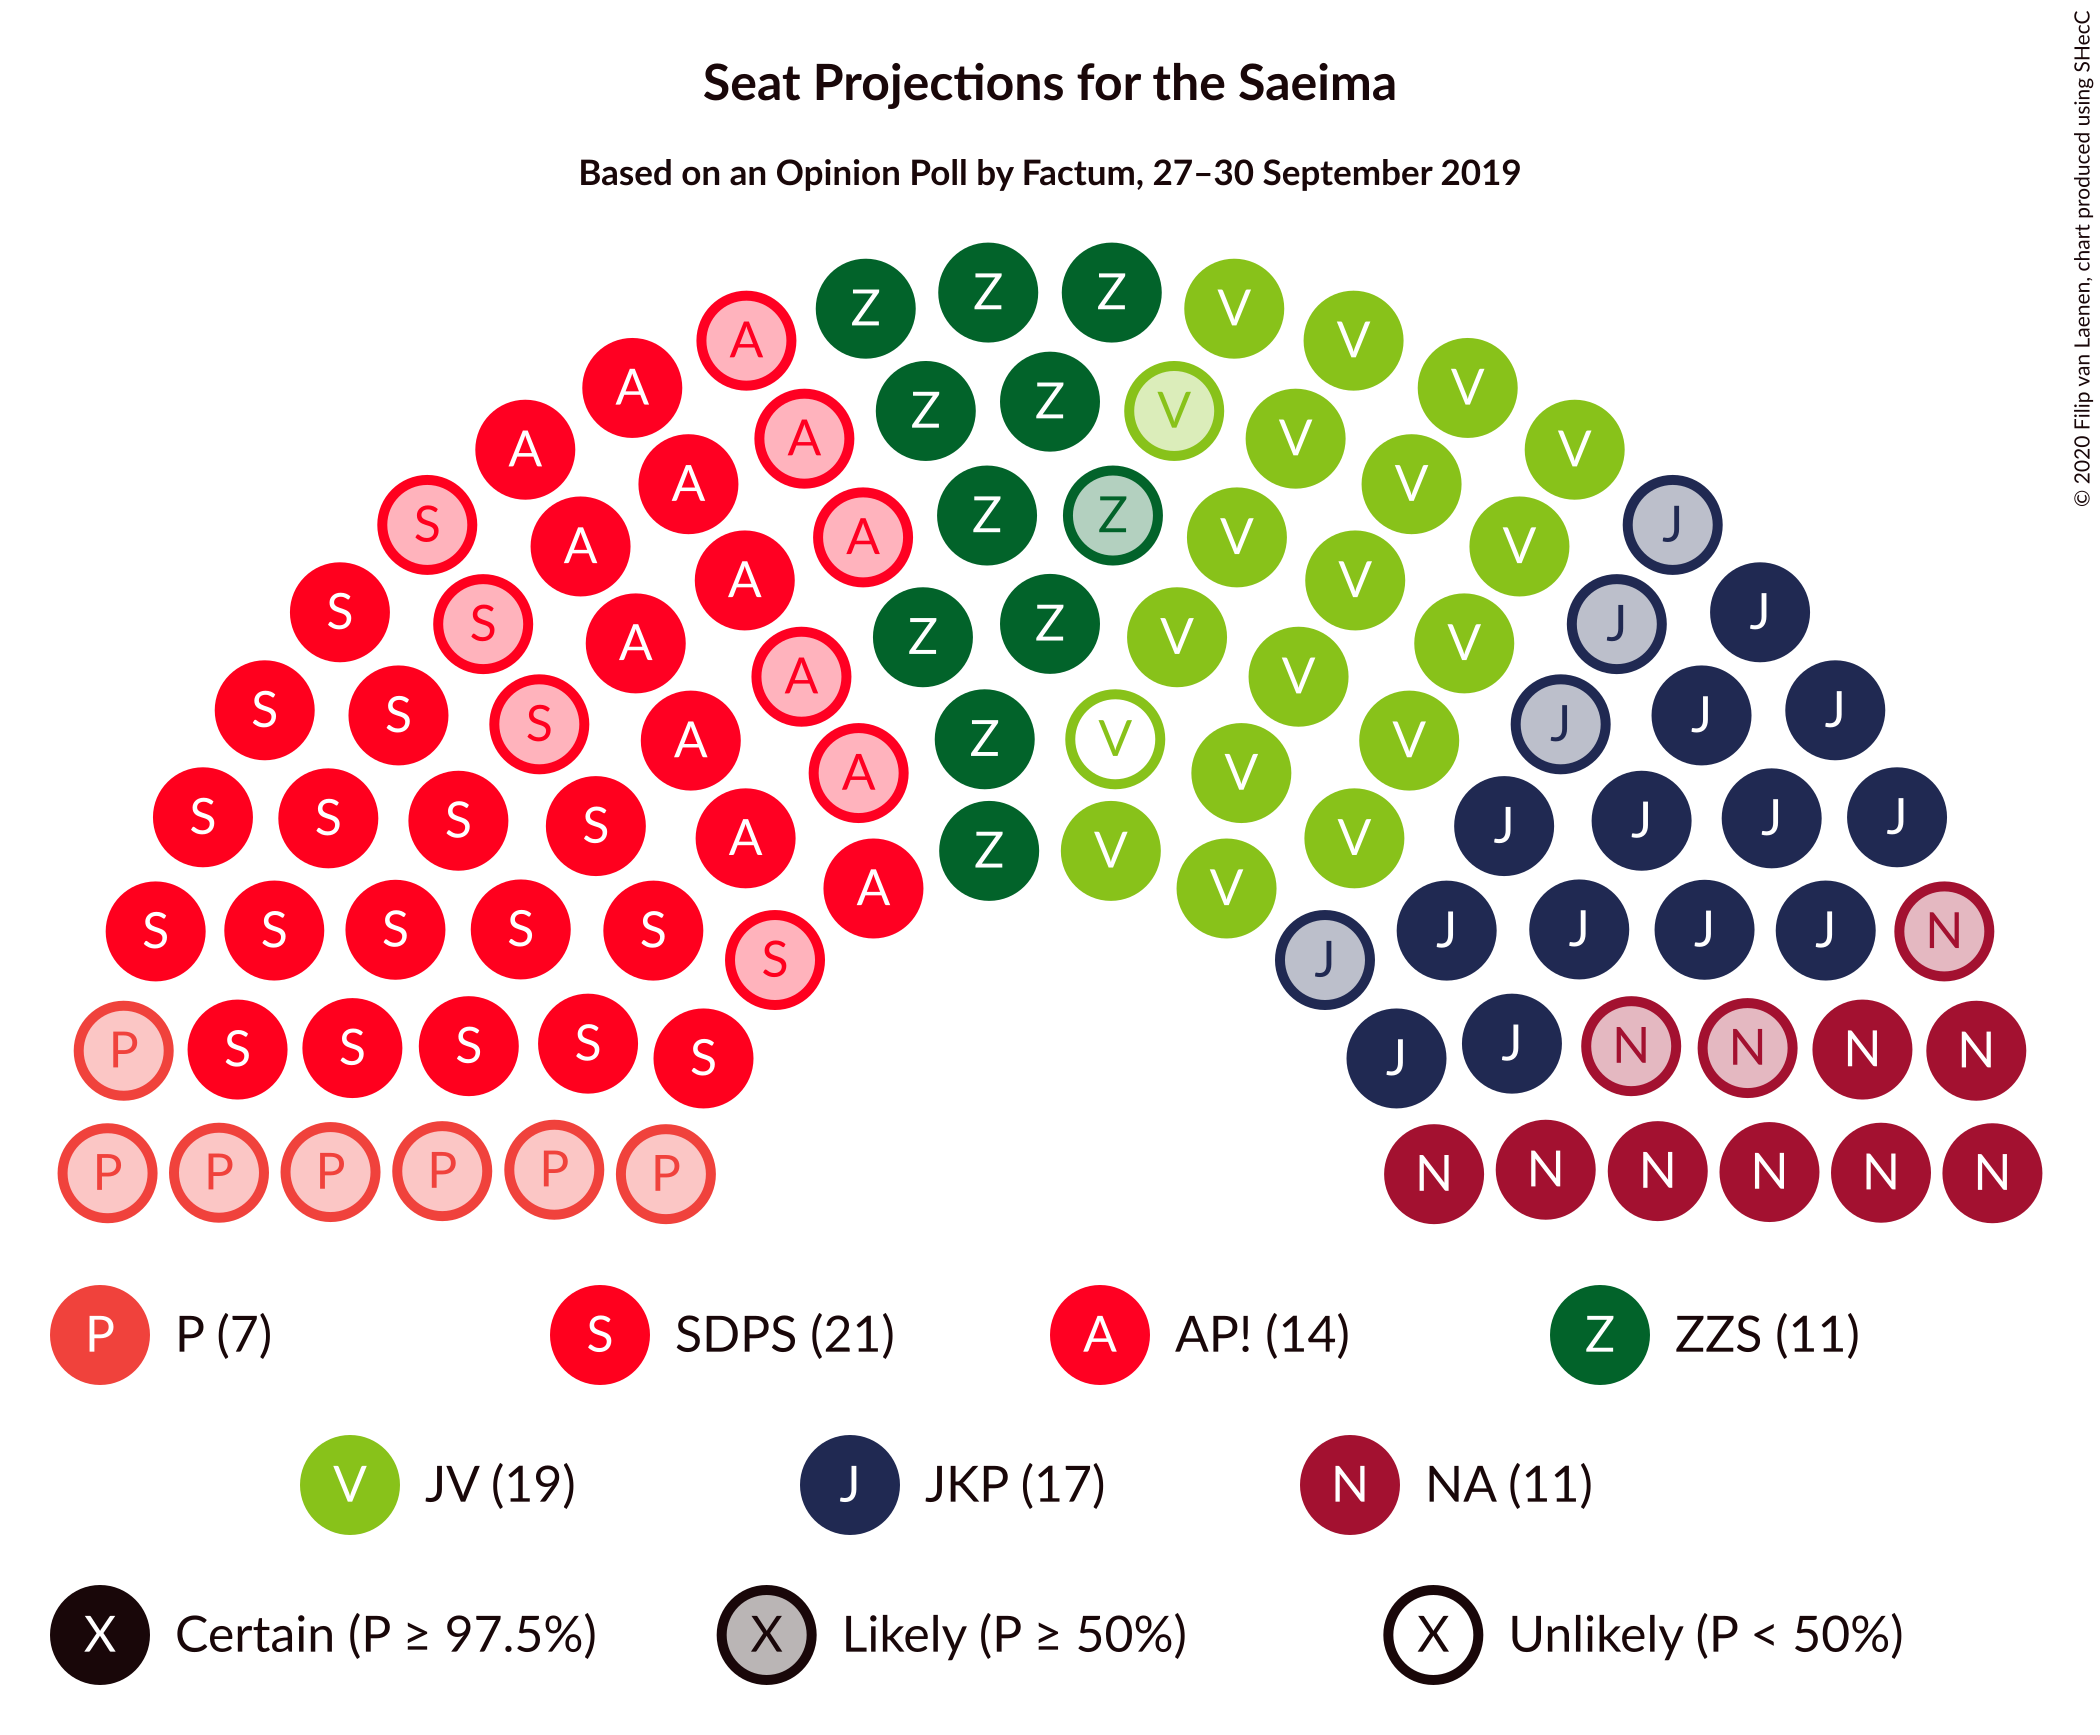 Seat Projections for the Saeima
Based on an Opinion Poll by Factum, 27–30 September 2019
© 2020 Filip van Laenen, chart produced using SHecC
Z Z Z V V
A Z Z V V V
A A Z Z V V V V
A A A Z Z V V V V
S A A A Z Z V V V J
S S A A A Z V V V J J
S S S A A Z V V V J J J
S S S S A A V V J J J J
S S S S S S J J J J J N
P S S S S S J J N N N N
P P P P P P N N N N N N
P P (7) S SDPS (21) A AP! (14) Z ZZS (11)
V JV (19) J JKP (17) N NA (11)
X Certain (P ≥ 97.5%) X Likely (P ≥ 50%) X Unlikely (P < 50%)